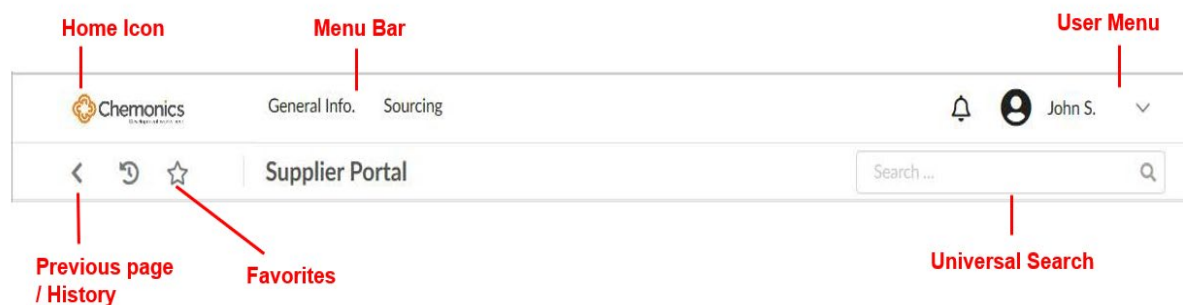 Home Icon
Menu Bar
User Menu
Chemonics
General Info.
Sourcing
John S.
Supplier Portal
Search ...
Previous page
/ History
Favorites
Universal Search